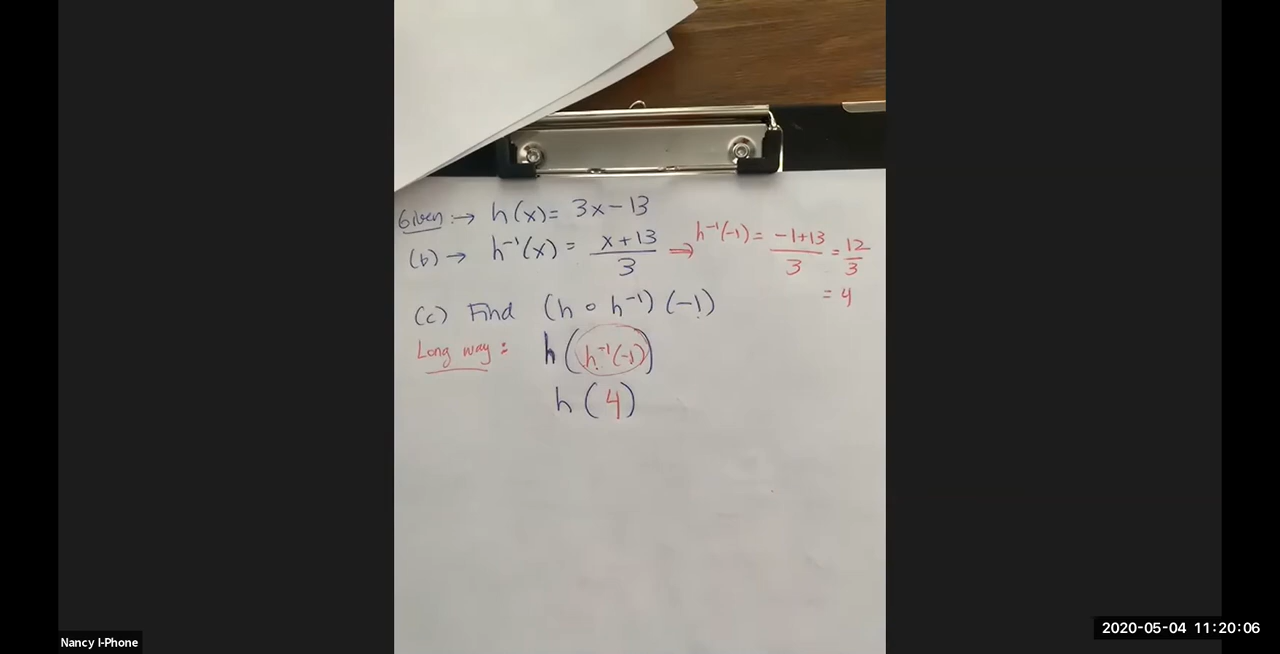 Given :→ h(x)= 3x-13
(b) → h⁻¹(x) = x+13/3 ⇒ h⁻¹(-1) = -1+13/3 = 12/3
= 4
(c) Find (h ∘ h⁻¹)(-1)
Long way: h(h⁻¹(-1))
h(4)
Nancy I-Phone
2020-05-04 11:20:06